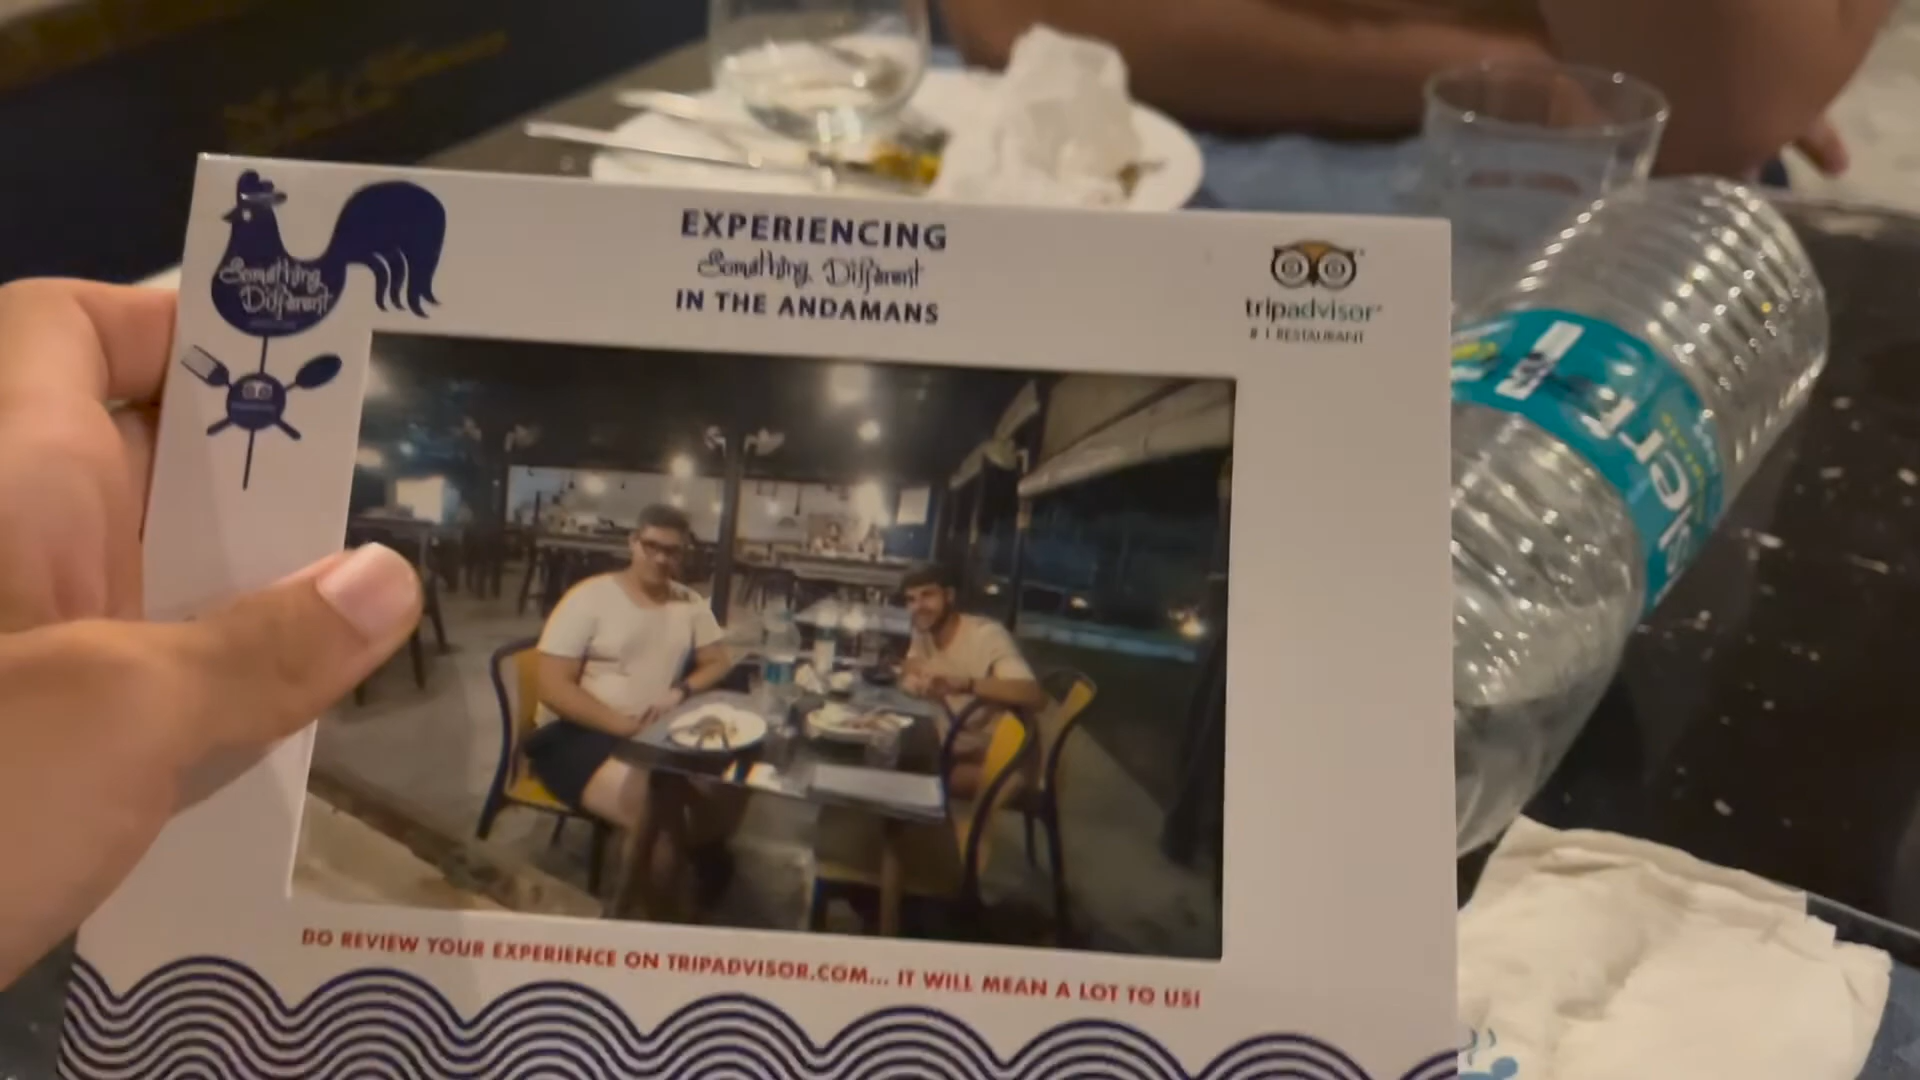 Something
Different
EXPERIENCING
Something Different
IN THE ANDAMANS
tripadvisor
# 1 RESTAURANT
DO REVIEW YOUR EXPERIENCE ON TRIPADVISOR.COM... IT WILL MEAN A LOT TO US!